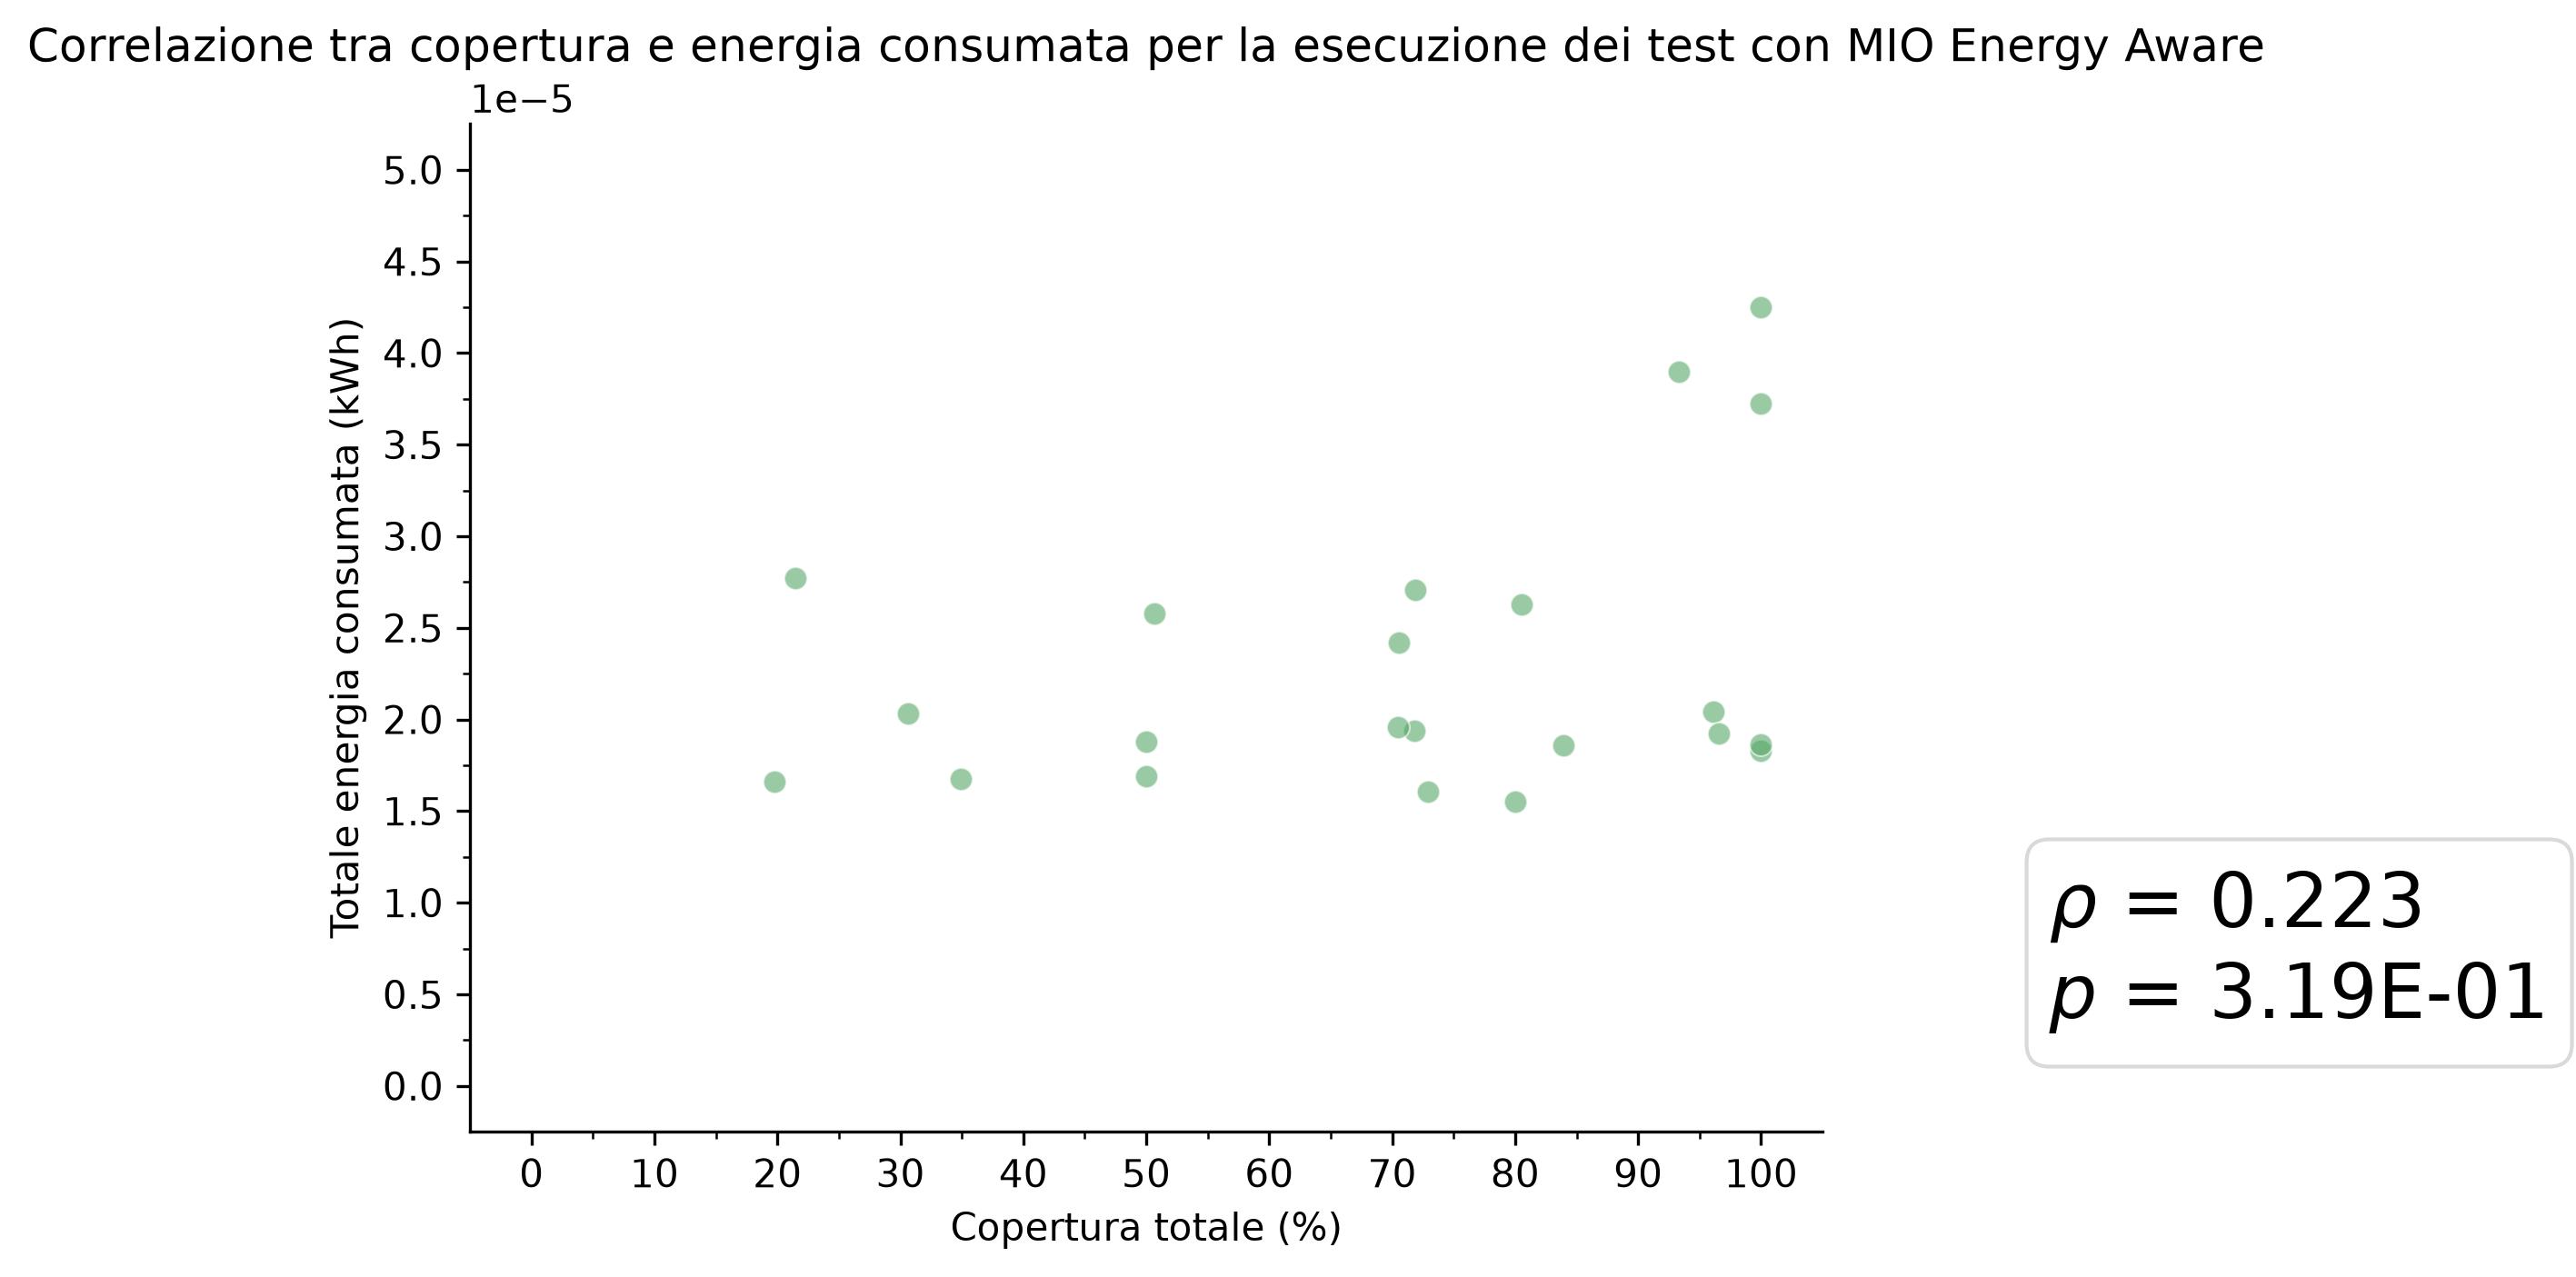 Correlazione tra copertura e energia consumata per la esecuzione dei test con MIO Energy Aware
1e−5
5.0
4.5
4.0
3.5
3.0
2.5
2.0
1.5
1.0
0.5
0.0
Totale energia consumata (kWh)
0 10 20 30 40 50 60 70 80 90 100
Copertura totale (%)
ρ = 0.223
p = 3.19E-01